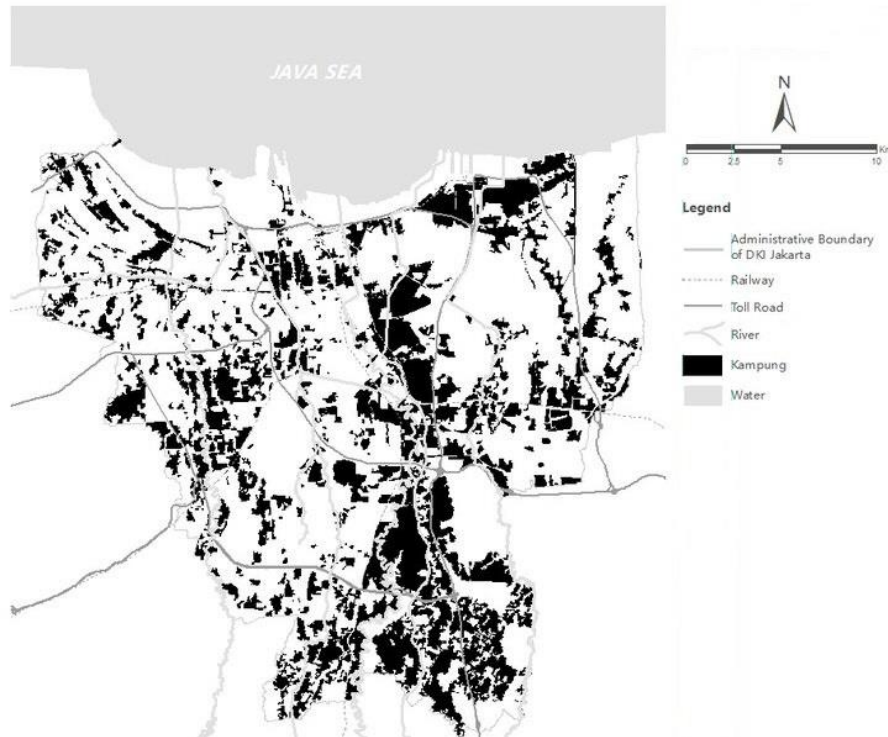 JAVA SEA
N
0 2.5 5 10 Km
Legend
Administrative Boundary
of DKI Jakarta
Railway
Toll Road
River
Kampung
Water